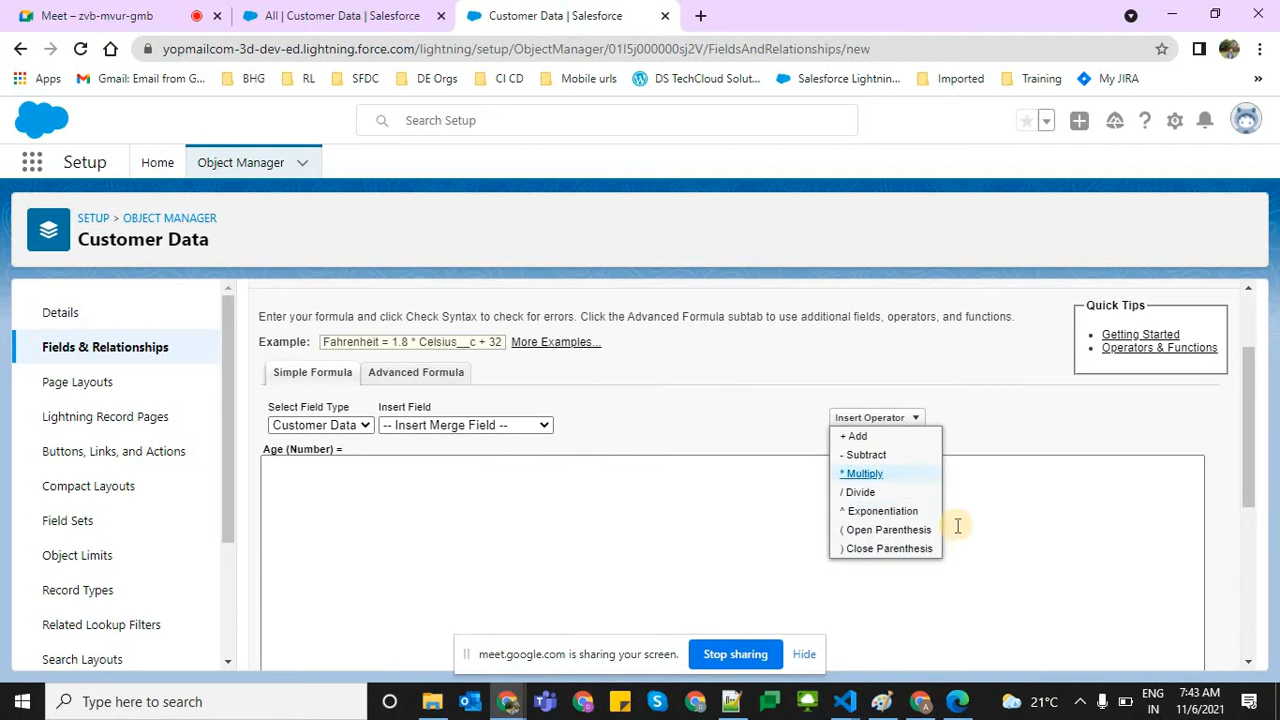 Meet – zvb-mvur-gmb
All | Customer Data | Salesforce
Customer Data | Salesforce
yopmailcom-3d-dev-ed.lightning.force.com/lightning/setup/ObjectManager/01I5j000000sj2V/FieldsAndRelationships/new
Apps
Gmail: Email from G...
BHG
RL
SFDC
DE Orgs
CI CD
Mobile urls
DS TechCloud Solut...
Salesforce Lightnin...
Imported
Training
My JIRA
»
Search Setup
Setup
Home
Object Manager
SETUP > OBJECT MANAGER
Customer Data
Details
Fields & Relationships
Page Layouts
Lightning Record Pages
Buttons, Links, and Actions
Compact Layouts
Field Sets
Object Limits
Record Types
Related Lookup Filters
Search Layouts
Enter your formula and click Check Syntax to check for errors. Click the Advanced Formula subtab to use additional fields, operators, and functions.
Example: Fahrenheit = 1.8 * Celsius__c + 32 More Examples...
Quick Tips
Getting Started
Operators & Functions
Simple Formula
Advanced Formula
Select Field Type
Insert Field
Customer Data
-- Insert Merge Field --
Insert Operator
Age (Number) =
+ Add
- Subtract
* Multiply
/ Divide
^ Exponentiation
( Open Parenthesis
) Close Parenthesis
meet.google.com is sharing your screen.
Stop sharing
Hide
Type here to search
21°C
ENG
IN
7:43 AM
11/6/2021